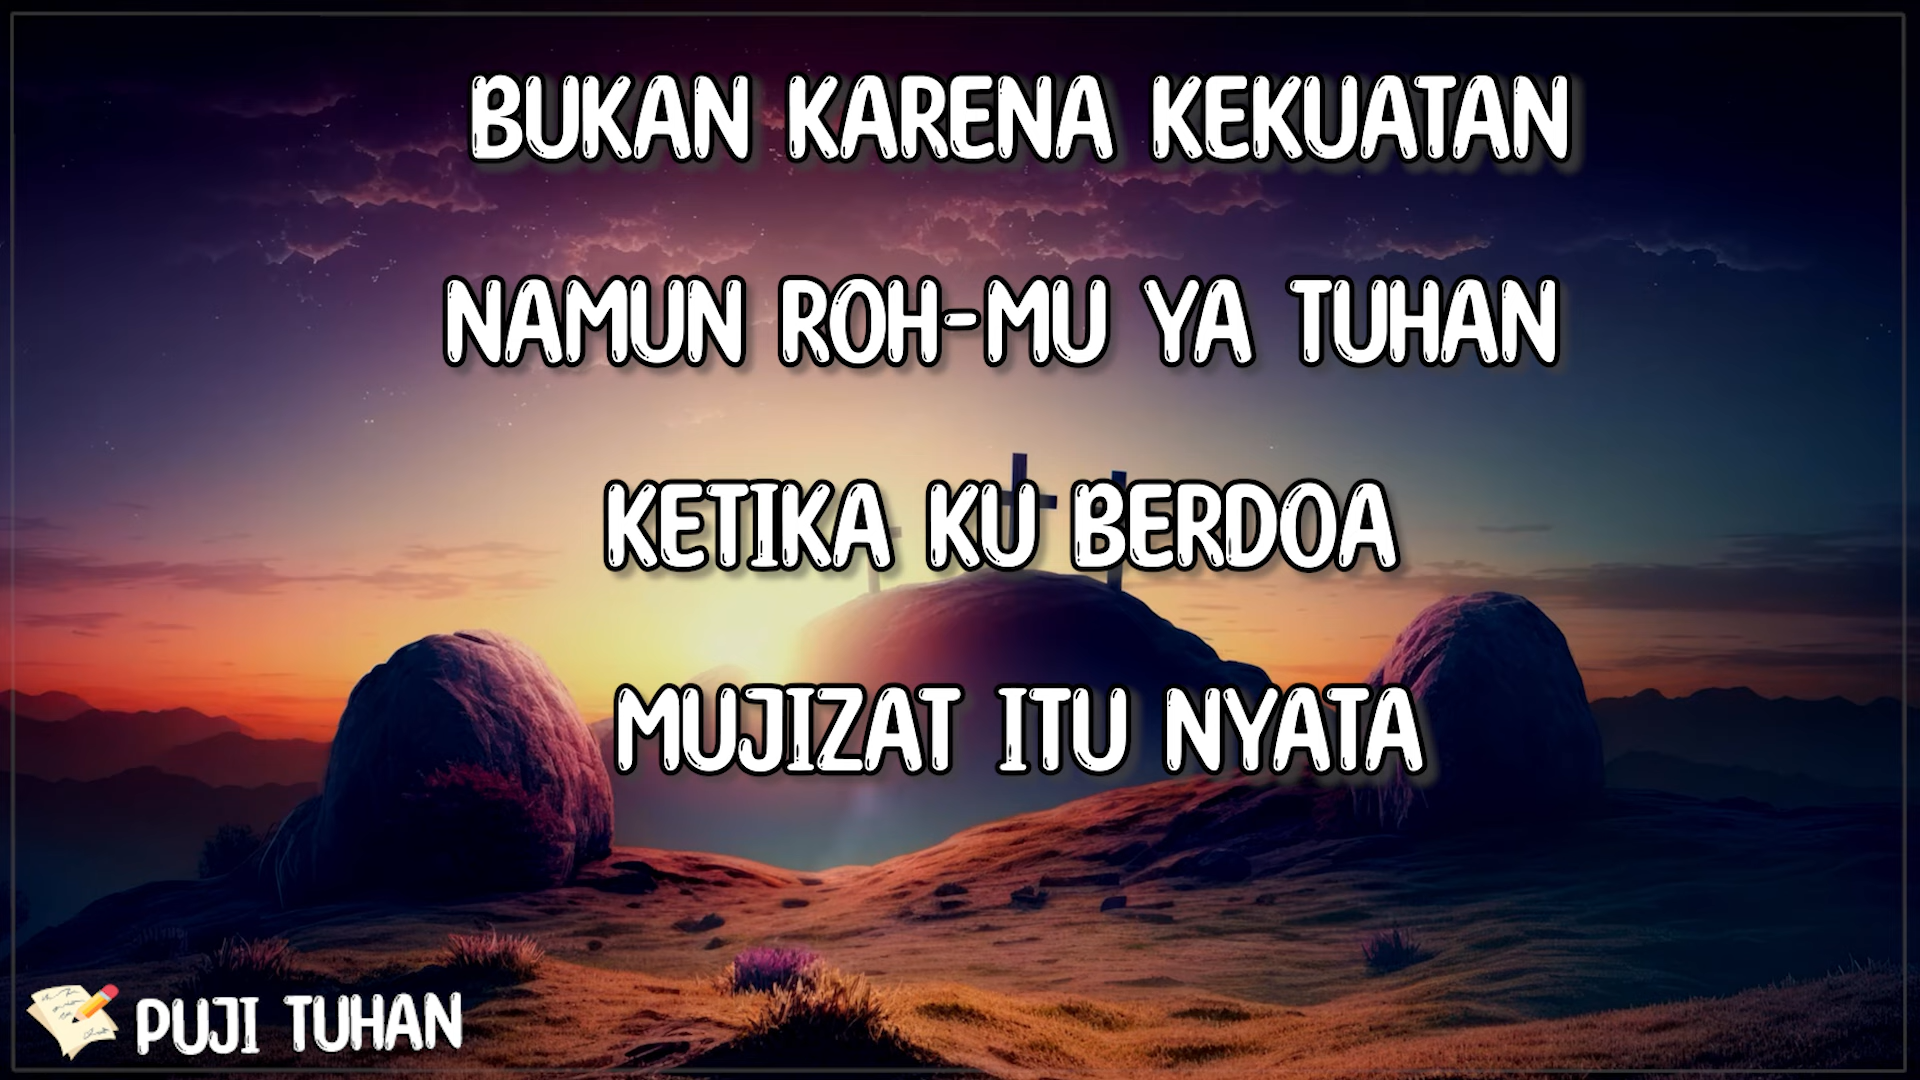 BUKAN KARENA KEKUATAN
NAMUN ROH-MU YA TUHAN
KETIKA KU BERDOA
MUJIZAT ITU NYATA
PUJI TUHAN